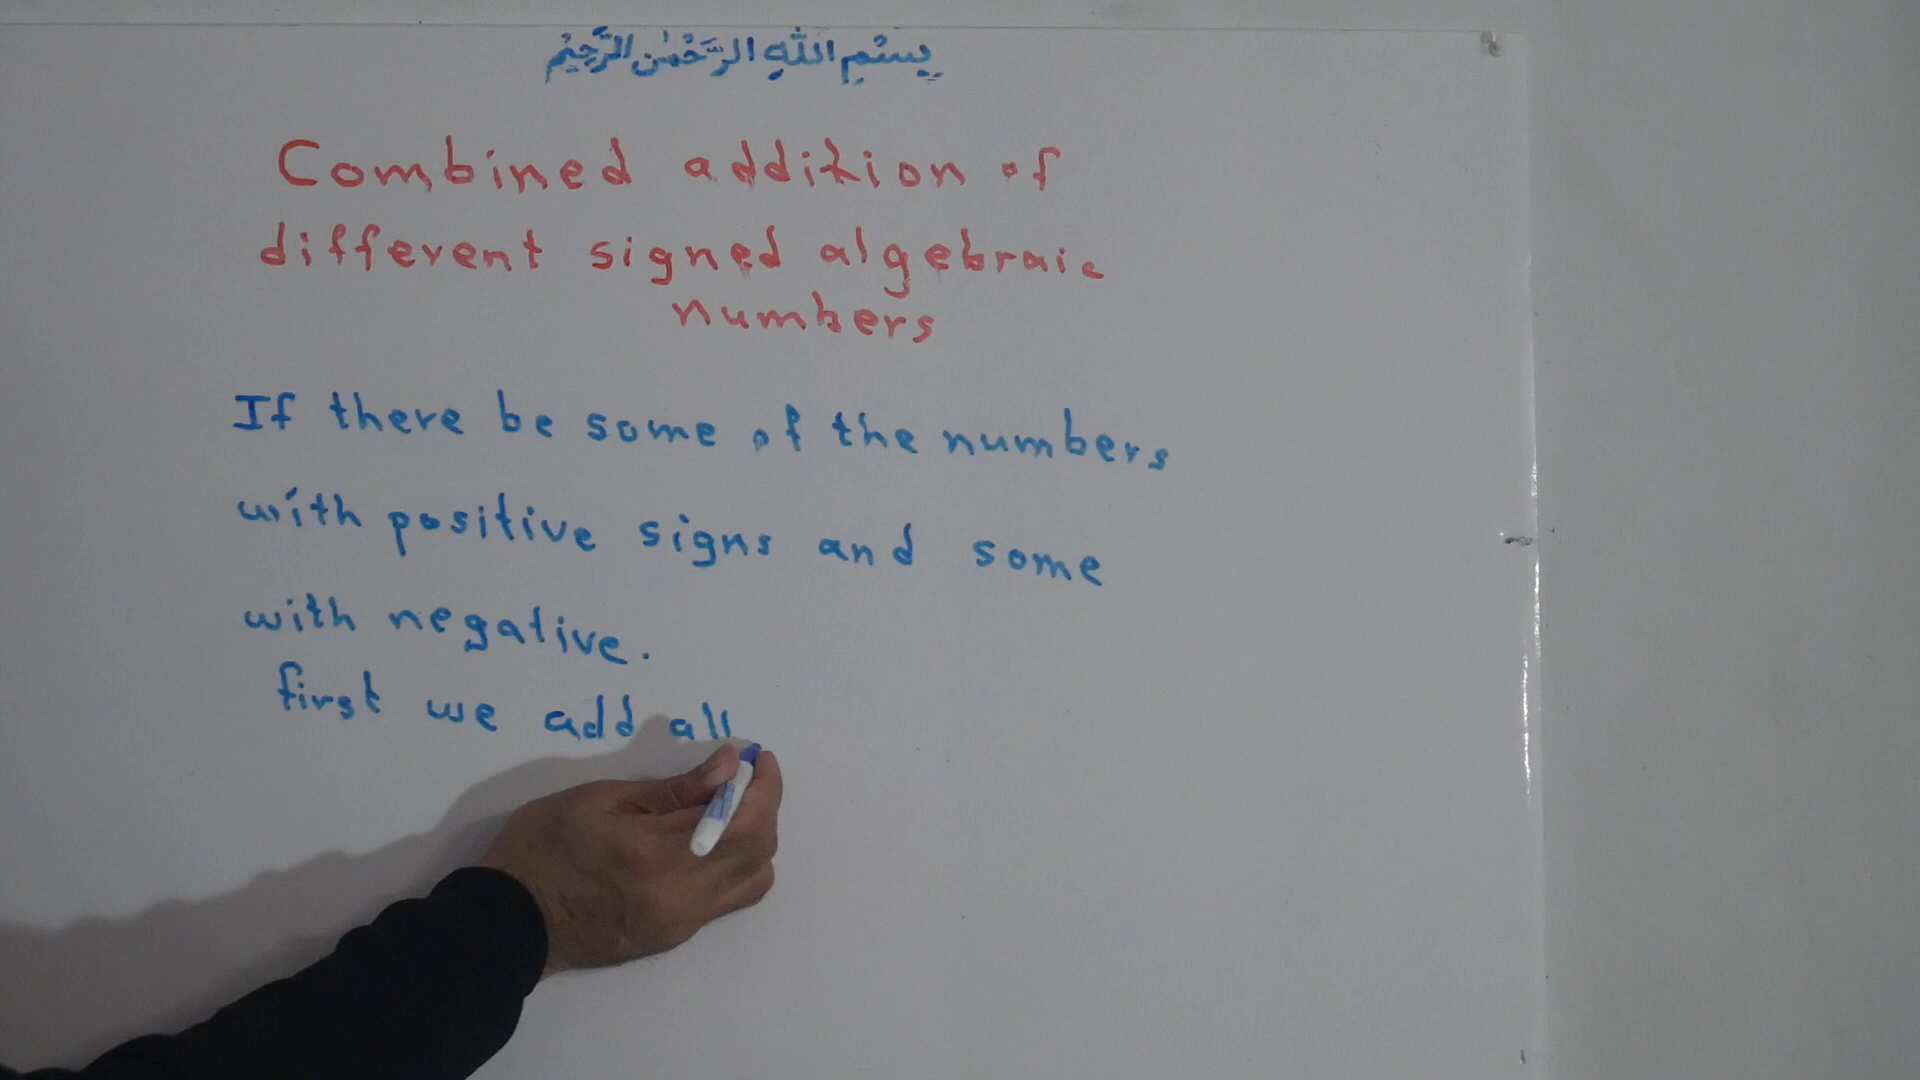 بِسْمِ اللهِ الرَّحْمٰنِ الرَّحِيْمِ
Combined addition of
different signed algebraic
numbers
If there be some of the numbers
with positive signs and some
with negative.
first we add all